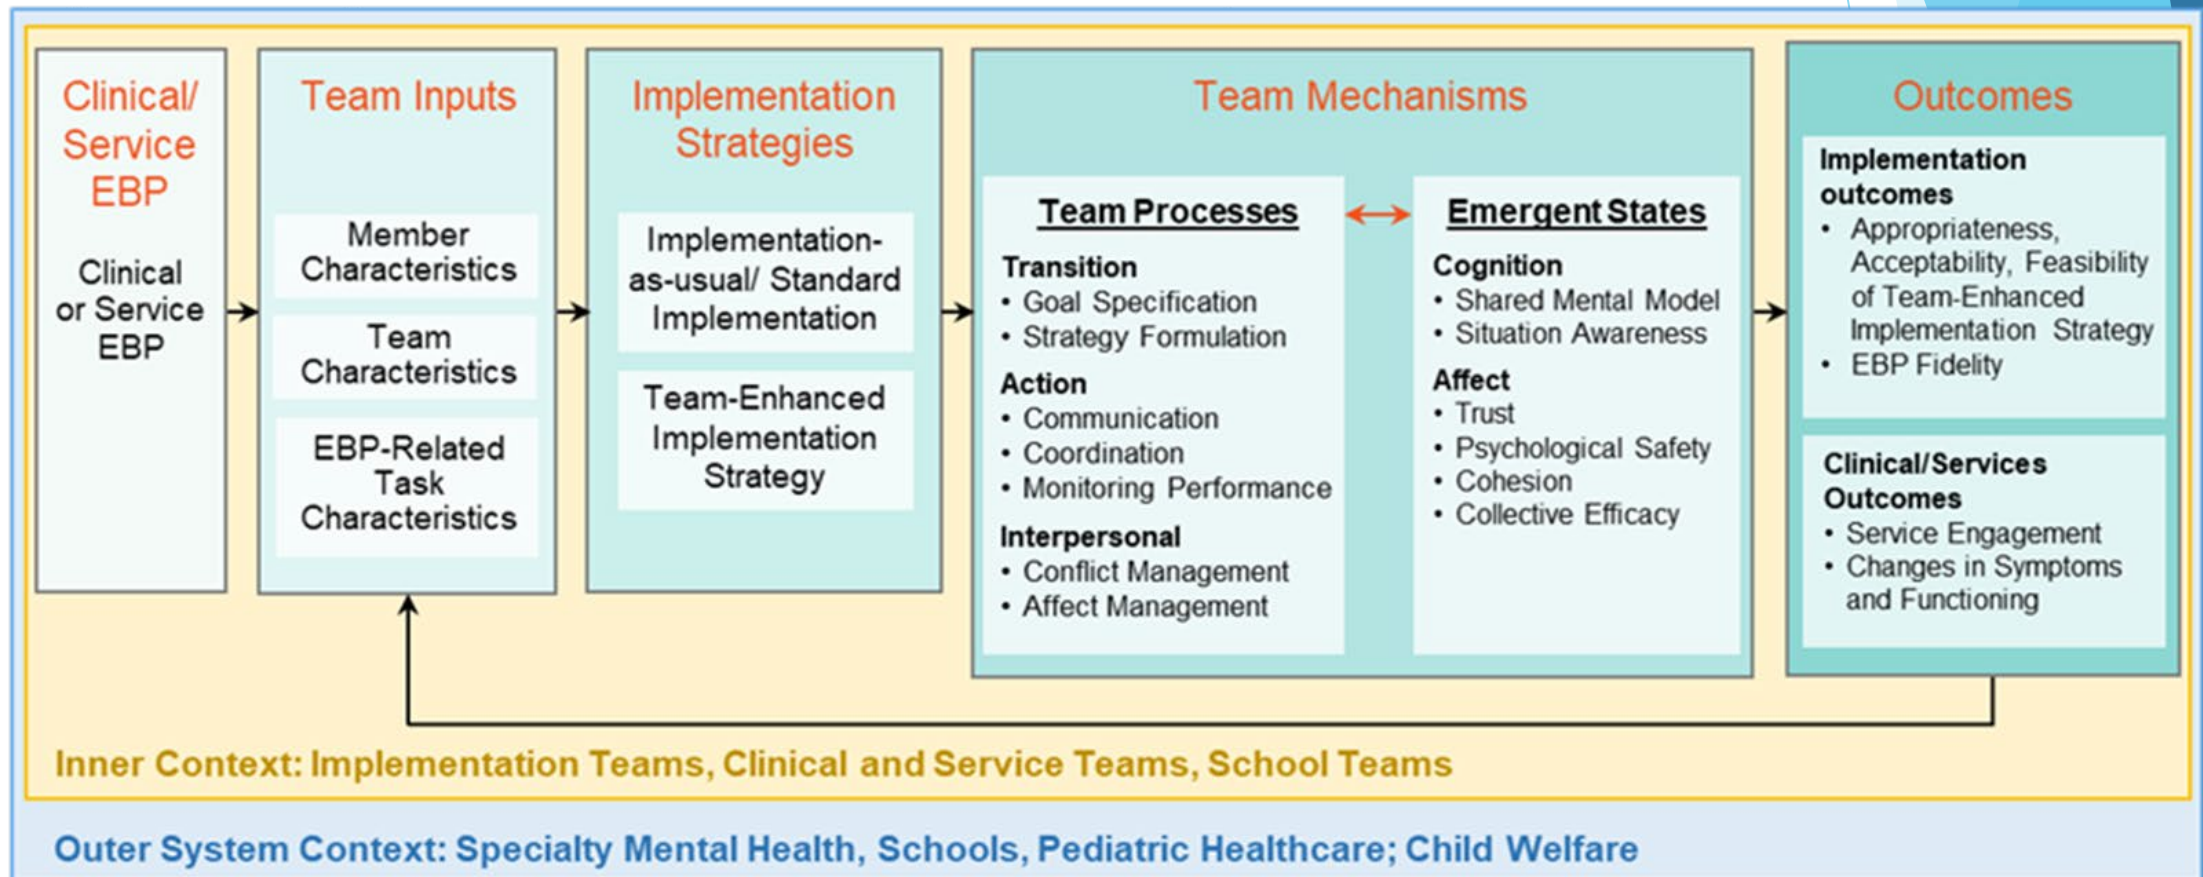 Clinical/
Service
EBP
Clinical
or Service
EBP
Team Inputs
Member
Characteristics
Team
Characteristics
EBP-Related
Task
Characteristics
Implementation
Strategies
Implementation-
as-usual/ Standard
Implementation
Team-Enhanced
Implementation
Strategy
Team Mechanisms
Team Processes
Transition
• Goal Specification
• Strategy Formulation
Action
• Communication
• Coordination
• Monitoring Performance
Interpersonal
• Conflict Management
• Affect Management
Emergent States
Cognition
• Shared Mental Model
• Situation Awareness
Affect
• Trust
• Psychological Safety
• Cohesion
• Collective Efficacy
Outcomes
Implementation
outcomes
• Appropriateness,
Acceptability, Feasibility
of Team-Enhanced
Implementation Strategy
• EBP Fidelity
Clinical/Services
Outcomes
• Service Engagement
• Changes in Symptoms
and Functioning
Inner Context: Implementation Teams, Clinical and Service Teams, School Teams
Outer System Context: Specialty Mental Health, Schools, Pediatric Healthcare; Child Welfare